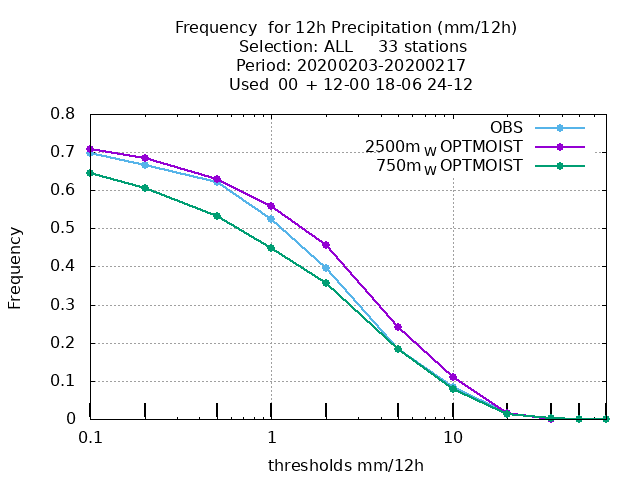 Frequency  for 12h Precipitation (mm/12h)
Selection: ALL     33 stations
Period: 20200203-20200217
Used  00 + 12-00 18-06 24-12
0.8
0.7
0.6
0.5
0.4
0.3
0.2
0.1
0
Frequency
OBS
2500m_W OPTMOIST
750m_W OPTMOIST
0.1 1 10
thresholds mm/12h